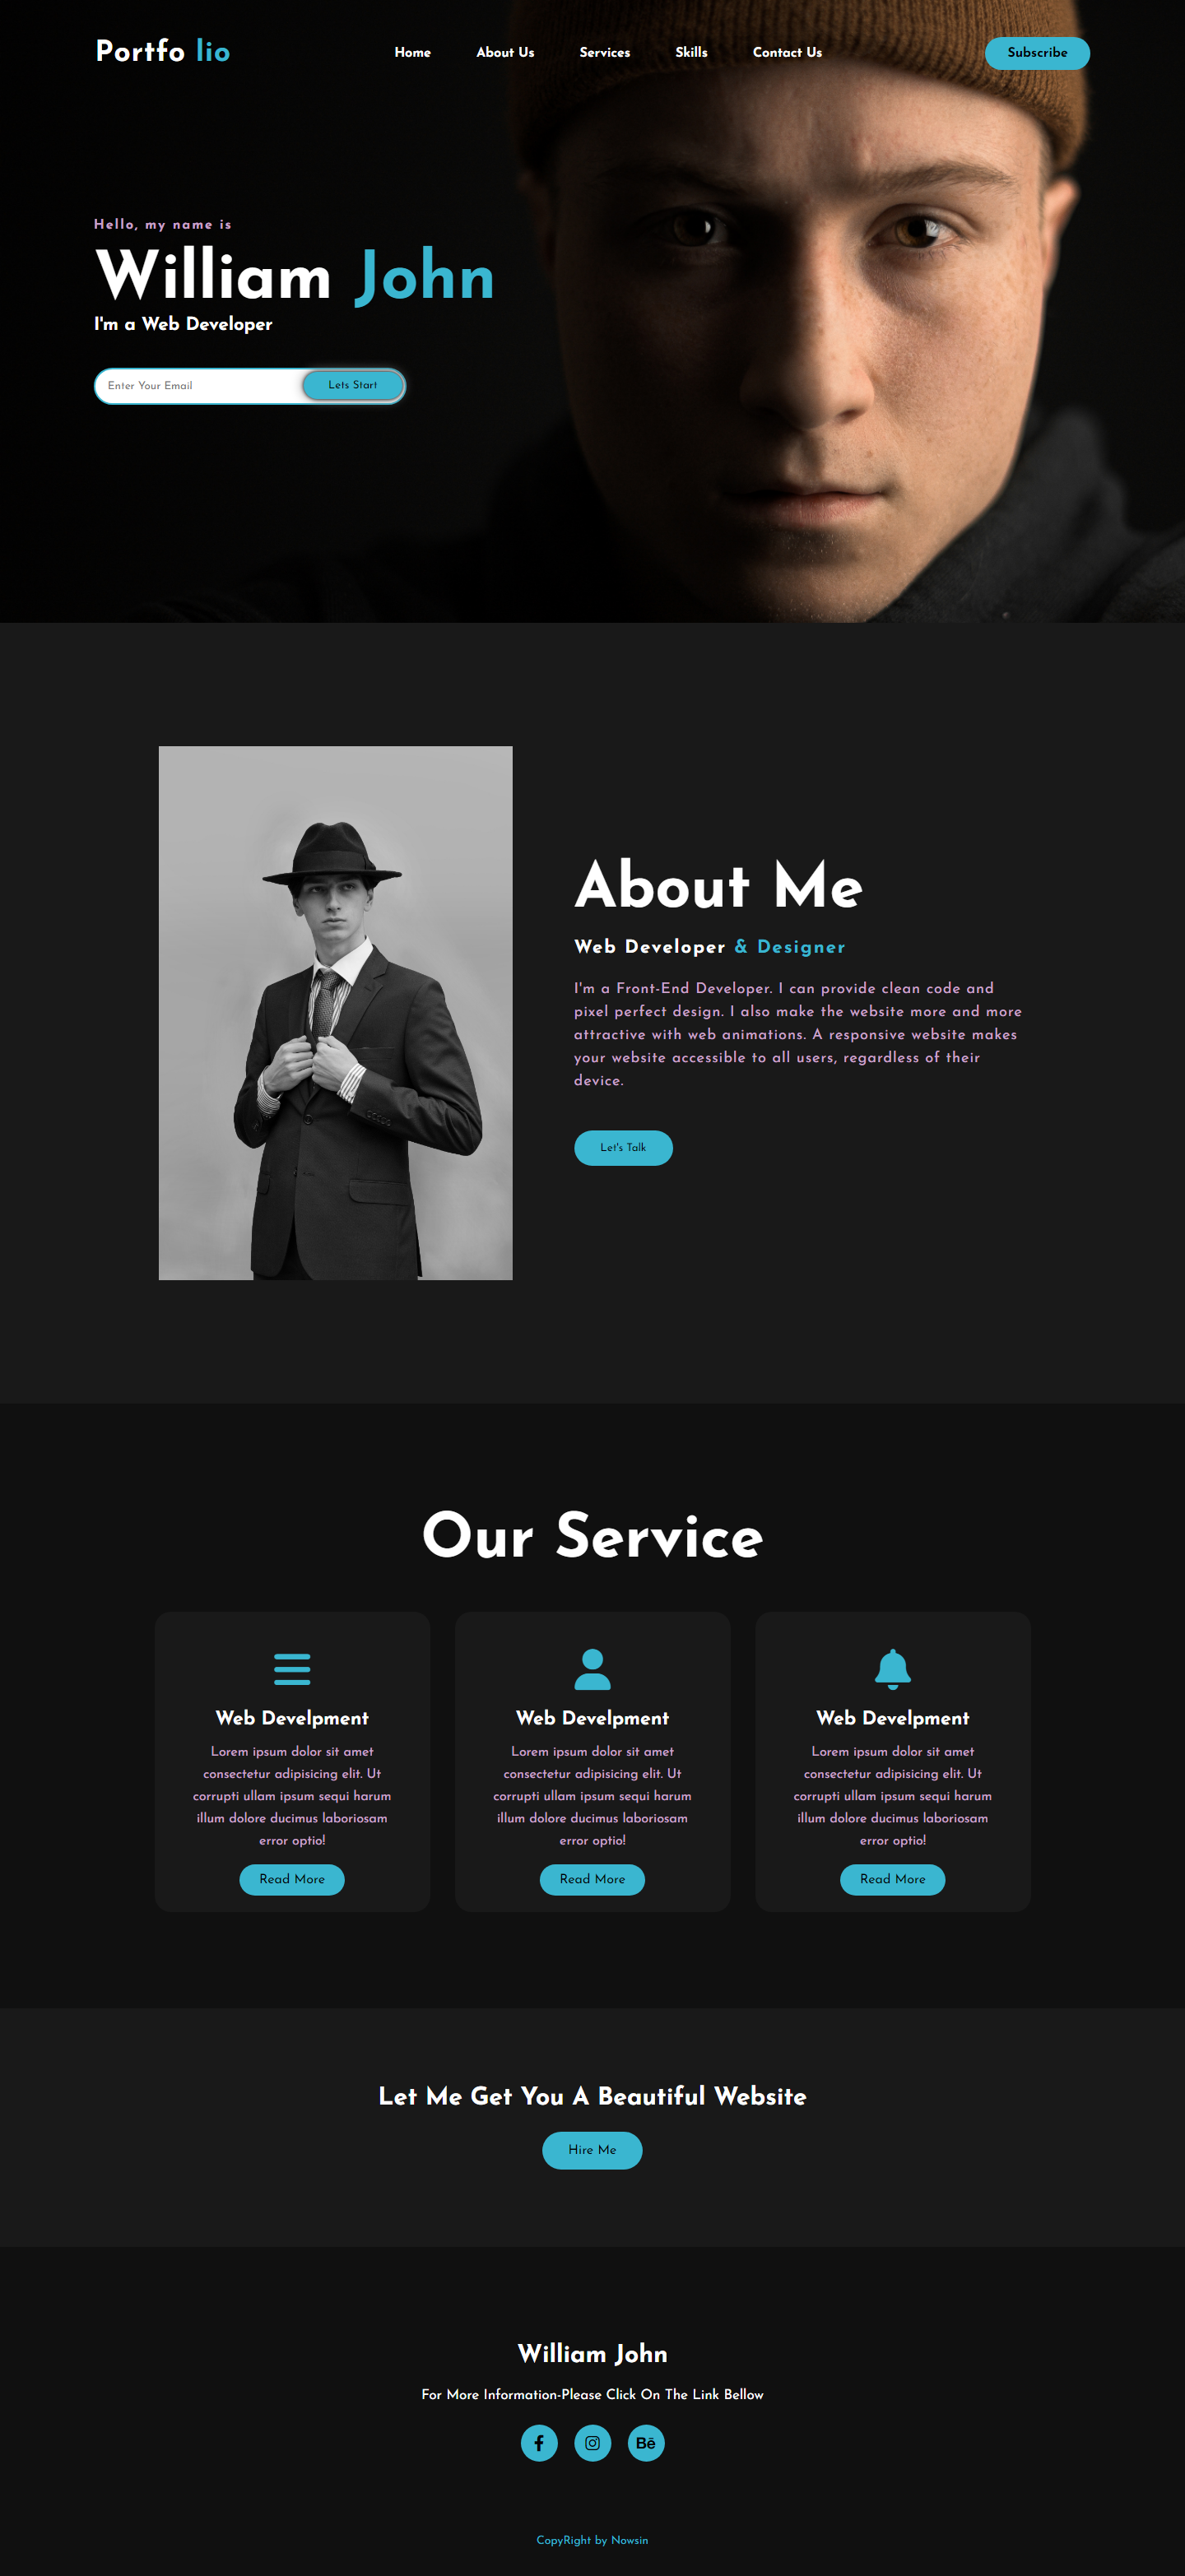 Portfo lio
Home About Us Services Skills Contact Us
Subscribe
Hello, my name is
William John
I'm a Web Developer
Enter Your Email
Lets Start
About Me
Web Developer & Designer
I'm a Front-End Developer. I can provide clean code and
pixel perfect design. I also make the website more and more
attractive with web animations. A responsive website makes
your website accessible to all users, regardless of their
device.
Let's Talk
Our Service
Web Develpment
Lorem ipsum dolor sit amet
consectetur adipisicing elit. Ut
corrupti ullam ipsum sequi harum
illum dolore ducimus laboriosam
error optio!
Read More
Web Develpment
Lorem ipsum dolor sit amet
consectetur adipisicing elit. Ut
corrupti ullam ipsum sequi harum
illum dolore ducimus laboriosam
error optio!
Read More
Web Develpment
Lorem ipsum dolor sit amet
consectetur adipisicing elit. Ut
corrupti ullam ipsum sequi harum
illum dolore ducimus laboriosam
error optio!
Read More
Let Me Get You A Beautiful Website
Hire Me
William John
For More Information-Please Click On The Link Bellow
CopyRight by Nowsin